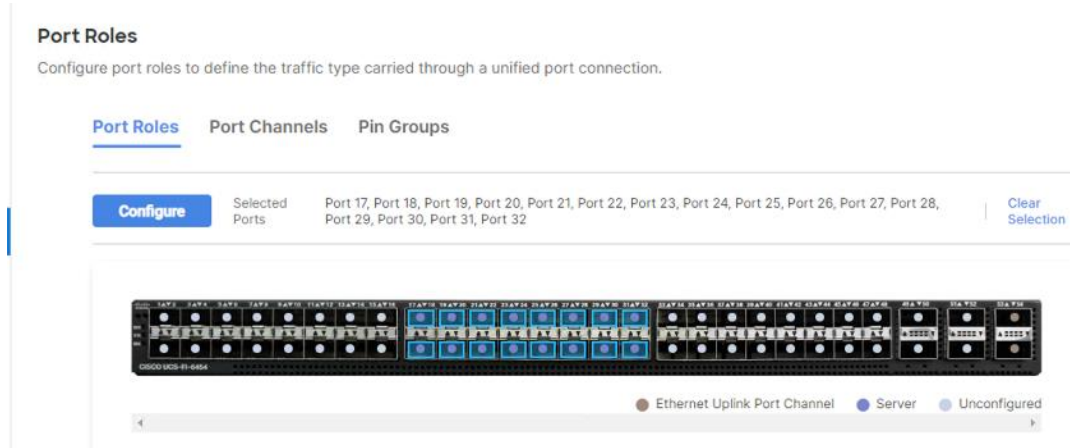 Port Roles
Configure port roles to define the traffic type carried through a unified port connection.
Port Roles Port Channels Pin Groups
Configure
Selected Ports
Port 17, Port 18, Port 19, Port 20, Port 21, Port 22, Port 23, Port 24, Port 25, Port 26, Port 27, Port 28,
Port 29, Port 30, Port 31, Port 32
Clear Selection
CISCO UCS-FI-6454
Ethernet Uplink Port Channel Server Unconfigured